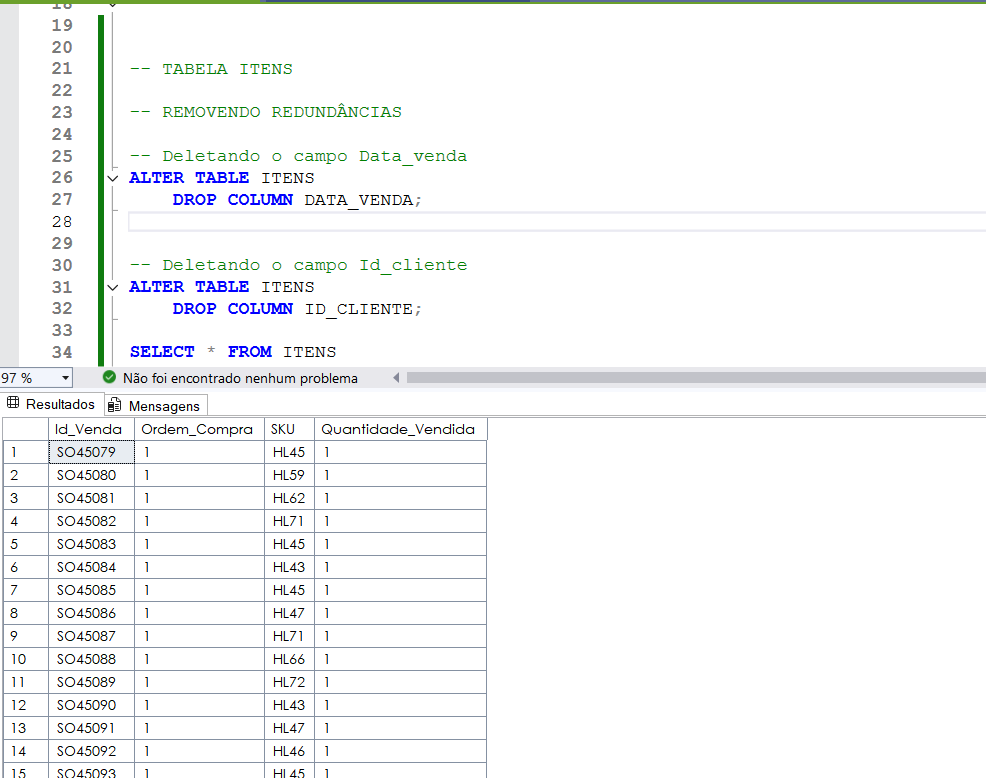 18
19
20
21 -- TABELA ITENS
22
23 -- REMOVENDO REDUNDÂNCIAS
24
25 -- Deletando o campo Data_venda
26 ALTER TABLE ITENS
27 DROP COLUMN DATA_VENDA;
28
29
30 -- Deletando o campo Id_cliente
31 ALTER TABLE ITENS
32 DROP COLUMN ID_CLIENTE;
33
34 SELECT * FROM ITENS
97 % Não foi encontrado nenhum problema
Resultados Mensagens
Id_Venda Ordem_Compra SKU Quantidade_Vendida
1 SO45079 1 HL45 1
2 SO45080 1 HL59 1
3 SO45081 1 HL62 1
4 SO45082 1 HL71 1
5 SO45083 1 HL45 1
6 SO45084 1 HL43 1
7 SO45085 1 HL45 1
8 SO45086 1 HL47 1
9 SO45087 1 HL71 1
10 SO45088 1 HL66 1
11 SO45089 1 HL72 1
12 SO45090 1 HL43 1
13 SO45091 1 HL47 1
14 SO45092 1 HL46 1
15 SO45093 1 HL45 1